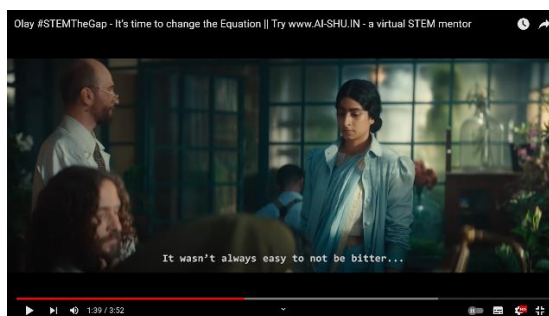 Olay #STEMTheGap - It's time to change the Equation || Try www.AI-SHU.IN - a virtual STEM mentor
It wasn't always easy to not be bitter...
1:39 / 3:52